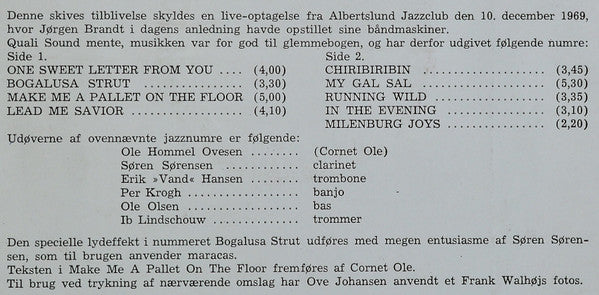 Denne skives tilblivelse skyldes en live-optagelse fra Albertslund Jazzclub den 10. december 1969,
hvor Jørgen Brandt i dagens anledning havde opstillet sine båndmaskiner.
Quali Sound mente, musikken var for god til glemmebogen, og har derfor udgivet følgende numre:
Side 1.
ONE SWEET LETTER FROM YOU .... (4,00)
BOGALUSA STRUT ............. (3,30)
MAKE ME A PALLET ON THE FLOOR (5,00)
LEAD ME SAVIOR .............. (4,10)
Side 2.
CHIRIBIRIBIN .................. (3,45)
MY GAL SAL .................. (5,30)
RUNNING WILD ................ (3,35)
IN THE EVENING .............. (3,10)
MILENBURG JOYS .............. (2,20)
Udøverne af ovennævnte jazznumre er følgende:
Ole Hommel Ovesen ........ (Cornet Ole)
Søren Sørensen ............ clarinet
Erik »Vand« Hansen ........ trombone
Per Krogh ................ banjo
Ole Olsen ................ bas
Ib Lindschouw ............ trommer
Den specielle lydeffekt i nummeret Bogalusa Strut udføres med megen entusiasme af Søren Søren-
sen, som til brugen anvender maracas.
Teksten i Make Me A Pallet On The Floor fremføres af Cornet Ole.
Til brug ved trykning af nærværende omslag har Ove Johansen anvendt et Frank Walhøjs fotos.